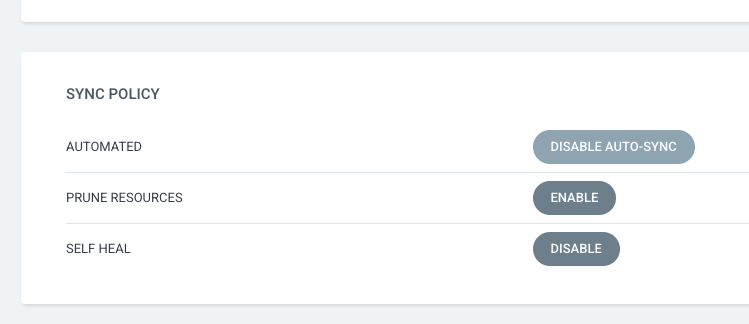 SYNC POLICY
AUTOMATED DISABLE AUTO-SYNC
PRUNE RESOURCES ENABLE
SELF HEAL DISABLE